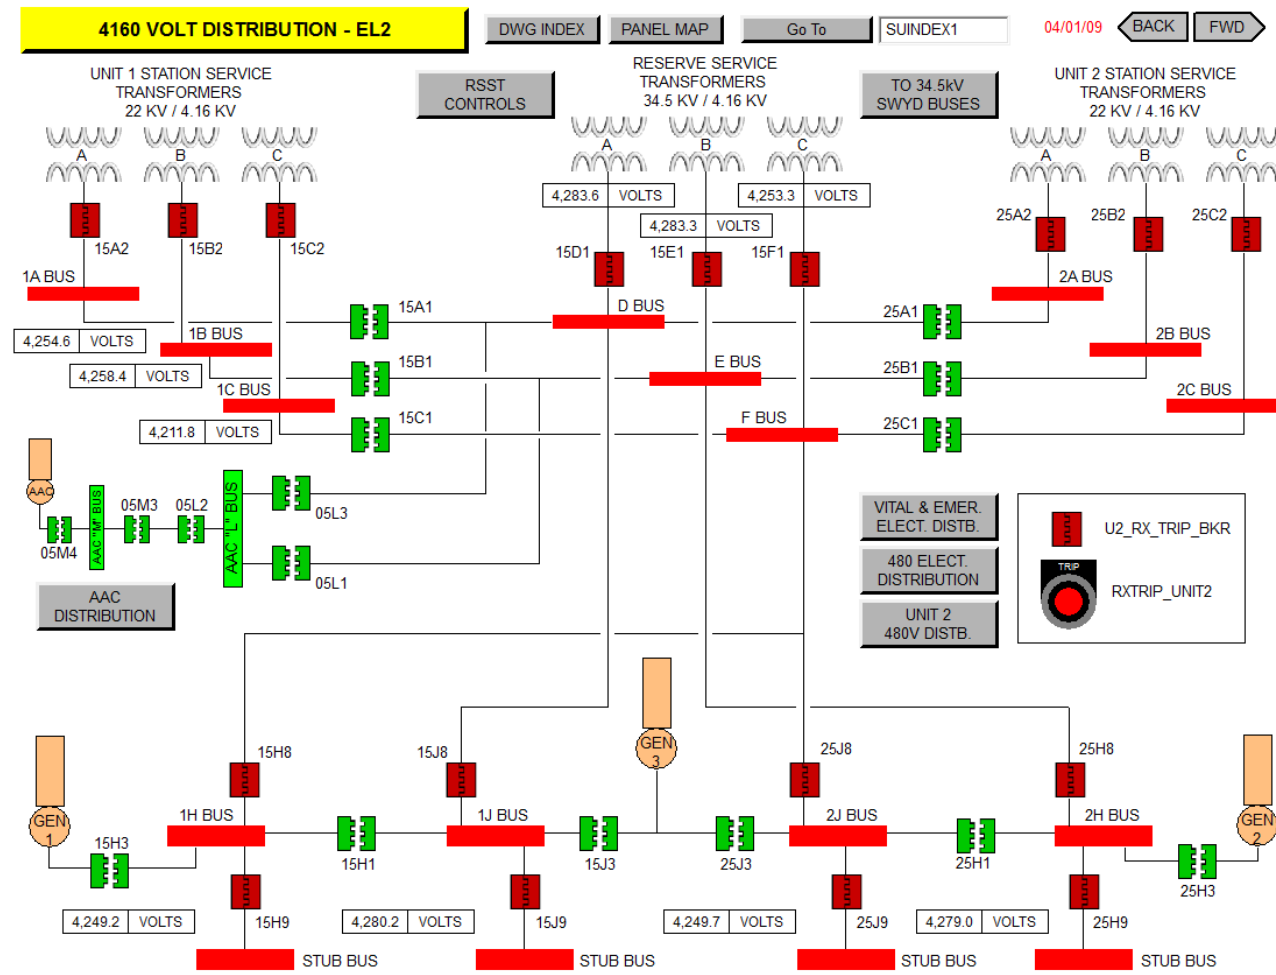 4160 VOLT DISTRIBUTION - EL2
DWG INDEX
PANEL MAP
Go To
SUINDEX1
04/01/09
BACK
FWD
UNIT 1 STATION SERVICE
TRANSFORMERS
22 KV / 4.16 KV
RSST
CONTROLS
RESERVE SERVICE
TRANSFORMERS
34.5 KV / 4.16 KV
TO 34.5kV
SWYD BUSES
UNIT 2 STATION SERVICE
TRANSFORMERS
22 KV / 4.16 KV
A
B
C
A
B
C
A
B
C
4,283.6 VOLTS
4,253.3 VOLTS
4,283.3 VOLTS
15A2
15B2
15C2
15D1
15E1
15F1
25A2
25B2
25C2
1A BUS
2A BUS
15A1
D BUS
25A1
4,254.6 VOLTS
1B BUS
2B BUS
4,258.4 VOLTS
15B1
E BUS
25B1
1C BUS
2C BUS
4,211.8 VOLTS
15C1
F BUS
25C1
AAC
05M4
AAC "M" BUS
05M3
05L2
AAC "L" BUS
05L3
05L1
AAC
DISTRIBUTION
VITAL & EMER.
ELECT. DISTB.
480 ELECT.
DISTRIBUTION
UNIT 2
480V DISTB.
U2_RX_TRIP_BKR
TRIP
RXTRIP_UNIT2
15H8
15J8
GEN
3
25J8
25H8
GEN
1
1H BUS
1J BUS
2J BUS
2H BUS
GEN
2
15H3
15H1
15J3
25J3
25H1
25H3
4,249.2 VOLTS
15H9
4,280.2 VOLTS
15J9
4,249.7 VOLTS
25J9
4,279.0 VOLTS
25H9
STUB BUS
STUB BUS
STUB BUS
STUB BUS